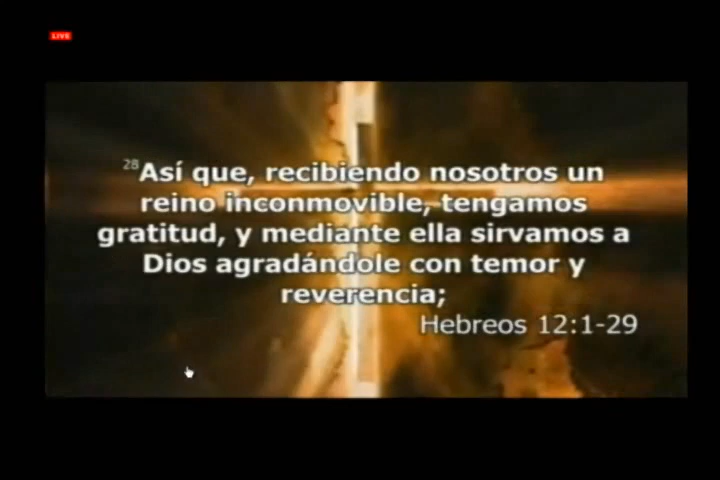 LIVE
28Así que, recibiendo nosotros un
reino inconmovible, tengamos
gratitud, y mediante ella sirvamos a
Dios agradándole con temor y
reverencia;
Hebreos 12:1-29